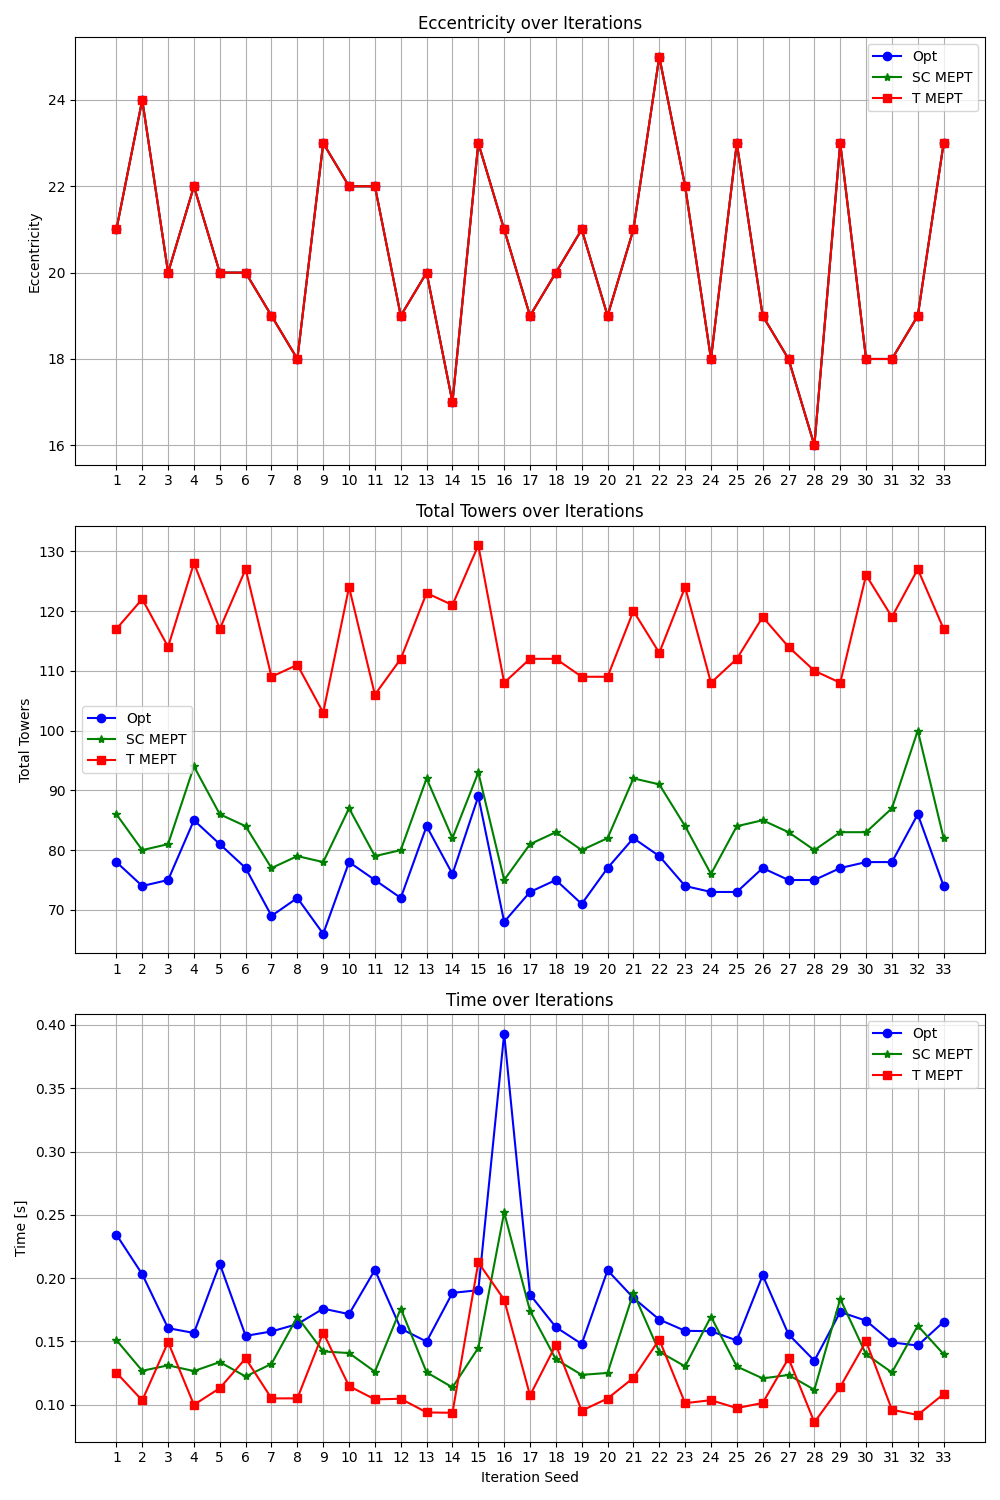 Eccentricity over Iterations
Eccentricity
24
22
20
18
16
Opt
SC MEPT
T MEPT
1 2 3 4 5 6 7 8 9 10 11 12 13 14 15 16 17 18 19 20 21 22 23 24 25 26 27 28 29 30 31 32 33
Total Towers over Iterations
Total Towers
130
120
110
100
90
80
70
Opt
SC MEPT
T MEPT
1 2 3 4 5 6 7 8 9 10 11 12 13 14 15 16 17 18 19 20 21 22 23 24 25 26 27 28 29 30 31 32 33
Time over Iterations
Time [s]
0.40
0.35
0.30
0.25
0.20
0.15
0.10
Opt
SC MEPT
T MEPT
1 2 3 4 5 6 7 8 9 10 11 12 13 14 15 16 17 18 19 20 21 22 23 24 25 26 27 28 29 30 31 32 33
Iteration Seed